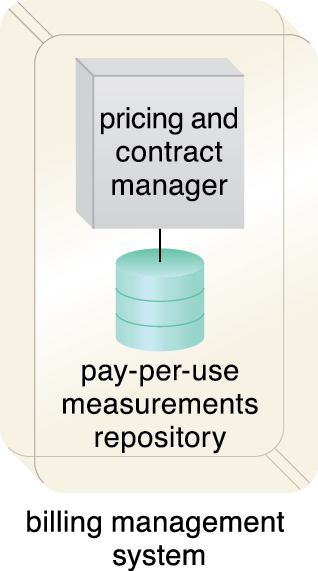 pricing and
contract
manager
pay-per-use
measurements
repository
billing management
system